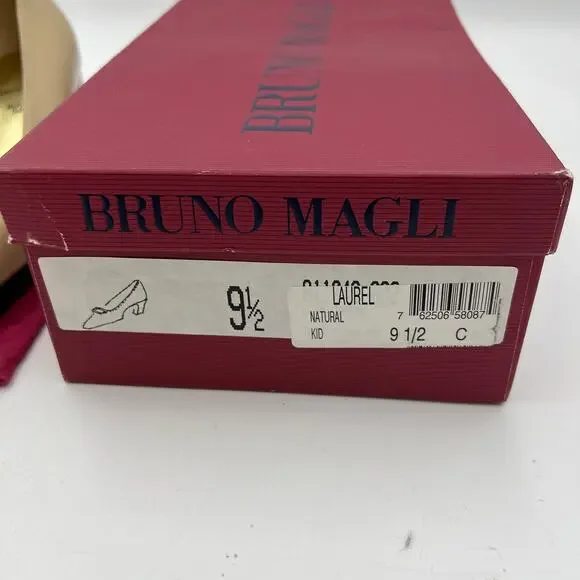 BRUNO MAGLI
BRUNO MAGLI
9½
LAUREL
NATURAL
KID
7 62506 58087
9 1/2 C